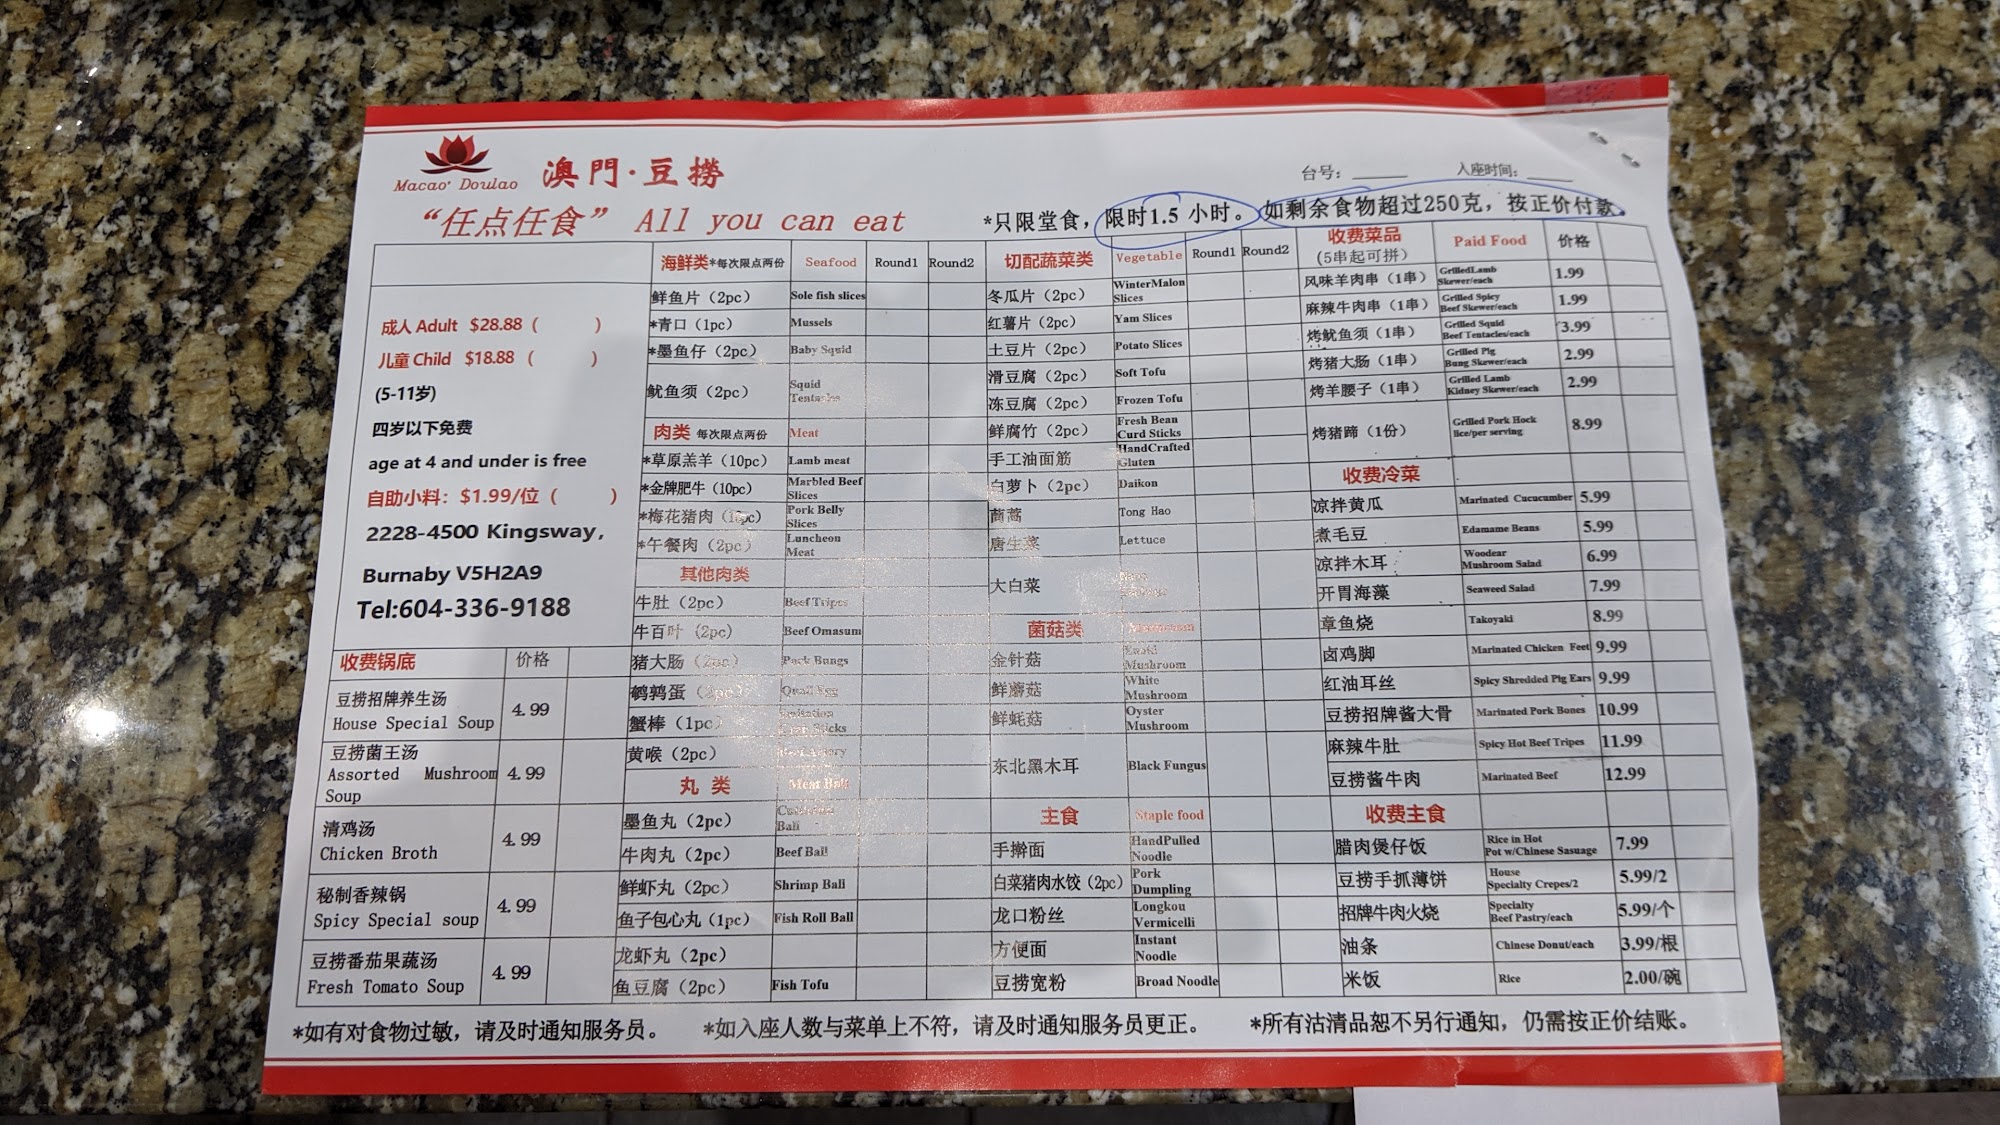 Macao Doulao
澳門·豆撈
台号：
入座时间：
“任点任食” All you can eat
*只限堂食，限时1.5 小时。如剩余食物超过250克，按正价付款。
成人 Adult $28.88 ( )
儿童 Child $18.88 ( )
(5-11岁)
四岁以下免费
age at 4 and under is free
自助小料：$1.99/位 ( )
2228-4500 Kingsway,
Burnaby V5H2A9
Tel:604-336-9188
收费锅底 价格
豆捞招牌养生汤
House Special Soup 4.99
豆捞菌王汤
Assorted Mushroom
Soup 4.99
清鸡汤
Chicken Broth 4.99
秘制香辣锅
Spicy Special soup 4.99
豆捞番茄果蔬汤
Fresh Tomato Soup 4.99
海鲜类 *每次限点两份 Seafood Round1 Round2
鲜鱼片（2pc） Sole fish slices
*青口（1pc） Mussels
*墨鱼仔（2pc） Baby Squid
鱿鱼须（2pc） Squid
Tentacles
肉类 每次限点两份 Meat
*草原羔羊（10pc） Lamb meat
*金牌肥牛（10pc） Marbled Beef
Slices
*梅花猪肉（10pc） Pork Belly
Slices
*午餐肉（2pc） Luncheon
Meat
其他肉类
牛肚（2pc） Beef Tripes
牛百叶（2pc） Beef Omasum
猪大肠（2pc） Pork Bungs
鹌鹑蛋（2pc） Quail Egg
蟹棒（1pc） Sticks
黄喉（2pc） Beef Artery
丸 类 Meat Ball
墨鱼丸（2pc） Ball
牛肉丸（2pc） Beef Ball
鲜虾丸（2pc） Shrimp Ball
鱼子包心丸（1pc） Fish Roll Ball
龙虾丸（2pc）
鱼豆腐（2pc） Fish Tofu
切配蔬菜类 Vegetable Round1 Round2
冬瓜片（2pc） WinterMalon
Slices
红薯片（2pc） Yam Slices
土豆片（2pc） Potato Slices
滑豆腐（2pc） Soft Tofu
冻豆腐（2pc） Frozen Tofu
鲜腐竹（2pc） Fresh Bean
Curd Sticks
手工油面筋 HandCrafted
Gluten
白萝卜（2pc） Daikon
茼蒿 Tong Hao
唐生菜 Lettuce
大白菜
菌菇类 Mushroom
金针菇 Enoki
Mushroom
鲜蘑菇 White
Mushroom
鲜蚝菇 Oyster
Mushroom
东北黑木耳 Black Fungus
主食 Staple food
手擀面 HandPulled
Noodle
白菜猪肉水饺（2pc） Pork
Dumpling
龙口粉丝 Longkou
Vermicelli
方便面 Instant
Noodle
豆捞宽粉 Broad Noodle
收费菜品
（5串起可拼） Paid Food 价格
风味羊肉串（1串） GrilledLamb
Skewer/each 1.99
麻辣牛肉串（1串） Grilled Spicy
Beef Skewer/each 1.99
烤鱿鱼须（1串） Grilled Squid
Beef Tentacles/each 3.99
烤猪大肠（1串） Grilled Pig
Bung Skewer/each 2.99
烤羊腰子（1串） Grilled Lamb
Kidney Skewer/each 2.99
烤猪蹄（1份） Grilled Pork Hock
lice/per serving 8.99
收费冷菜
凉拌黄瓜 Marinated Cucucumber 5.99
煮毛豆 Edamame Beans 5.99
凉拌木耳 Woodear
Mushroom Salad 6.99
开胃海藻 Seaweed Salad 7.99
章鱼烧 Takoyaki 8.99
卤鸡脚 Marinated Chicken Feet 9.99
红油耳丝 Spicy Shredded Pig Ears 9.99
豆捞招牌酱大骨 Marinated Pork Bones 10.99
麻辣牛肚 Spicy Hot Beef Tripes 11.99
豆捞酱牛肉 Marinated Beef 12.99
收费主食
腊肉煲仔饭 Rice in Hot
Pot w/Chinese Sasuage 7.99
豆捞手抓薄饼 House
Specialty Crepes/2 5.99/2
招牌牛肉火烧 Specialty
Beef Pastry/each 5.99/个
油条 Chinese Donut/each 3.99/根
米饭 Rice 2.00/碗
*如有对食物过敏，请及时通知服务员。 *如入座人数与菜单上不符，请及时通知服务员更正。 *所有沽清品恕不另行通知，仍需按正价结账。